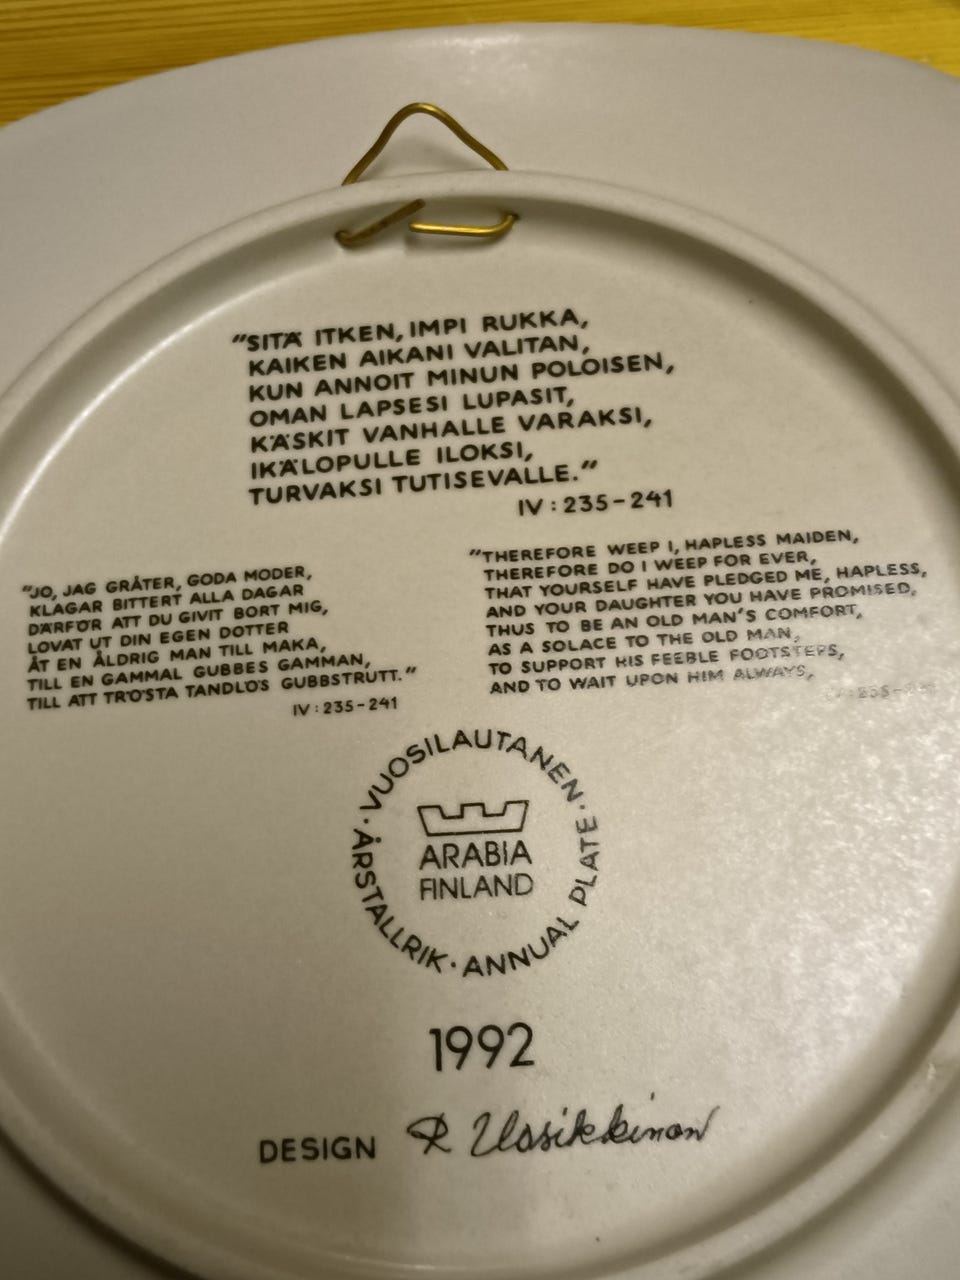 "SITÄ ITKEN, IMPI RUKKA,
KAIKEN AIKANI VALITAN,
KUN ANNOIT MINUN POLOISEN,
OMAN LAPSESI LUPASIT,
KÄSKIT VANHALLE VARAKSI,
IKÄLOPULLE ILOKSI,
TURVAKSI TUTISEVALLE."
IV : 235-241
"JO, JAG GRÅTER, GODA MODER,
KLAGAR BITTERT ALLA DAGAR
DÄRFÖR ATT DU GIVIT BORT MIG,
LOVAT UT DIN EGEN DOTTER
ÅT EN ÅLDRIG MAN TILL MAKA,
TILL EN GAMMAL GUBBES GAMMAN,
TILL ATT TRÖSTA TANDLÖS GUBBSTRUTT."
IV : 235-241
"THEREFORE WEEP I, HAPLESS MAIDEN,
THEREFORE DO I WEEP FOR EVER,
THAT YOURSELF HAVE PLEDGED ME, HAPLESS,
AND YOUR DAUGHTER YOU HAVE PROMISED,
THUS TO BE AN OLD MAN'S COMFORT,
AS A SOLACE TO THE OLD MAN,
TO SUPPORT HIS FEEBLE FOOTSTEPS,
AND TO WAIT UPON HIM ALWAYS,
· VUOSILAUTANEN · ANNUAL PLATE · ÅRSTALLRIK
ARABIA
FINLAND
1992
DESIGN R Uosikkinen